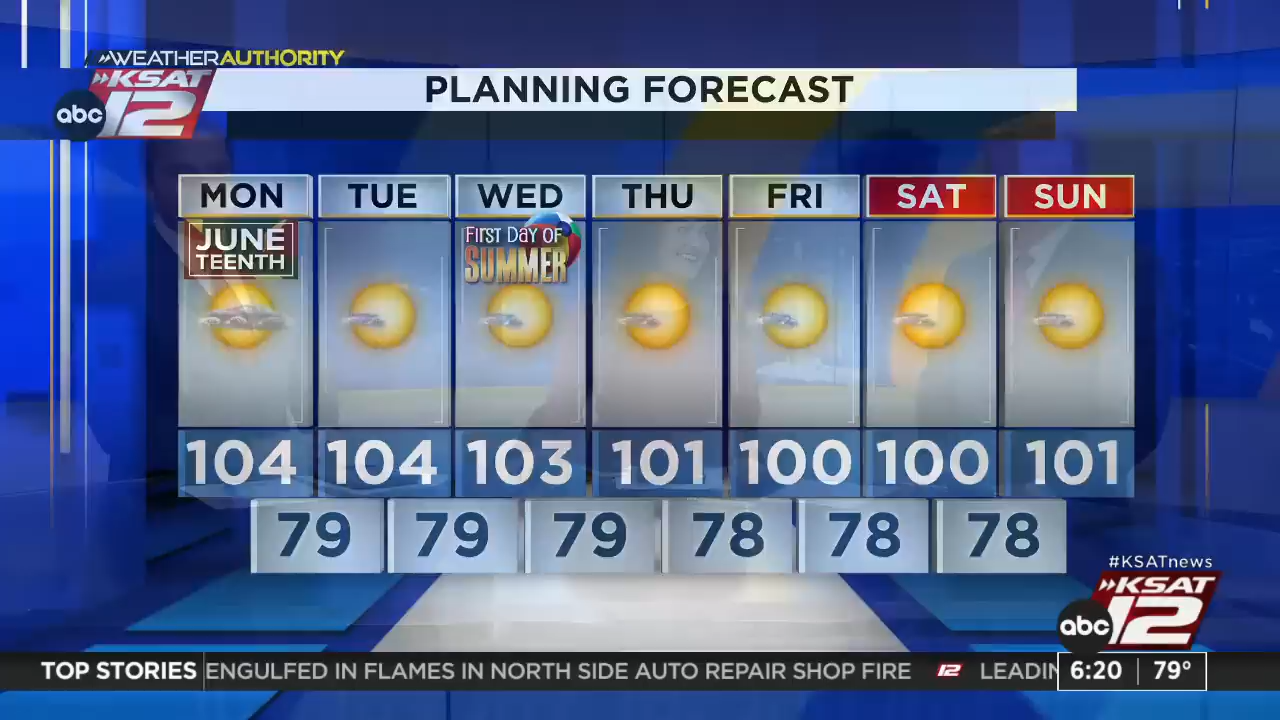 WEATHERAUTHORITY
KSAT
abc 12
PLANNING FORECAST
MON TUE WED THU FRI SAT SUN
JUNE
TEENTH
FIRST DAY OF
SUMMER
104 104 103 101 100 100 101
79 79 79 78 78 78
#KSATnews
KSAT
abc 12
TOP STORIES ENGULFED IN FLAMES IN NORTH SIDE AUTO REPAIR SHOP FIRE 12 LEADIN 6:20 79°